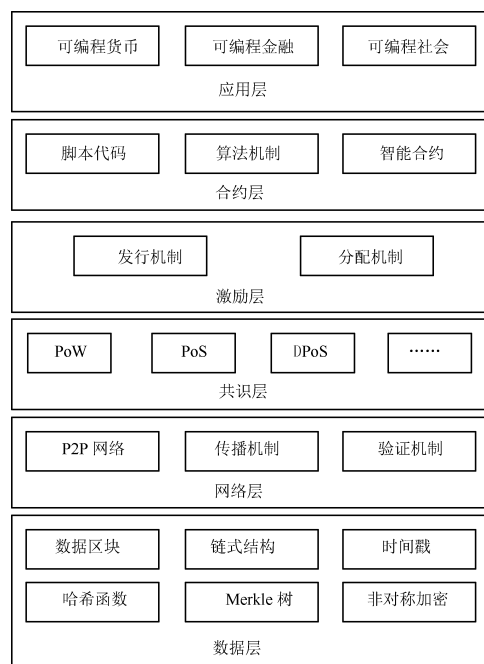 可编程货币 可编程金融 可编程社会
应用层
脚本代码 算法机制 智能合约
合约层
发行机制 分配机制
激励层
PoW PoS DPoS ……
共识层
P2P 网络 传播机制 验证机制
网络层
数据区块 链式结构 时间戳
哈希函数 Merkle 树 非对称加密
数据层